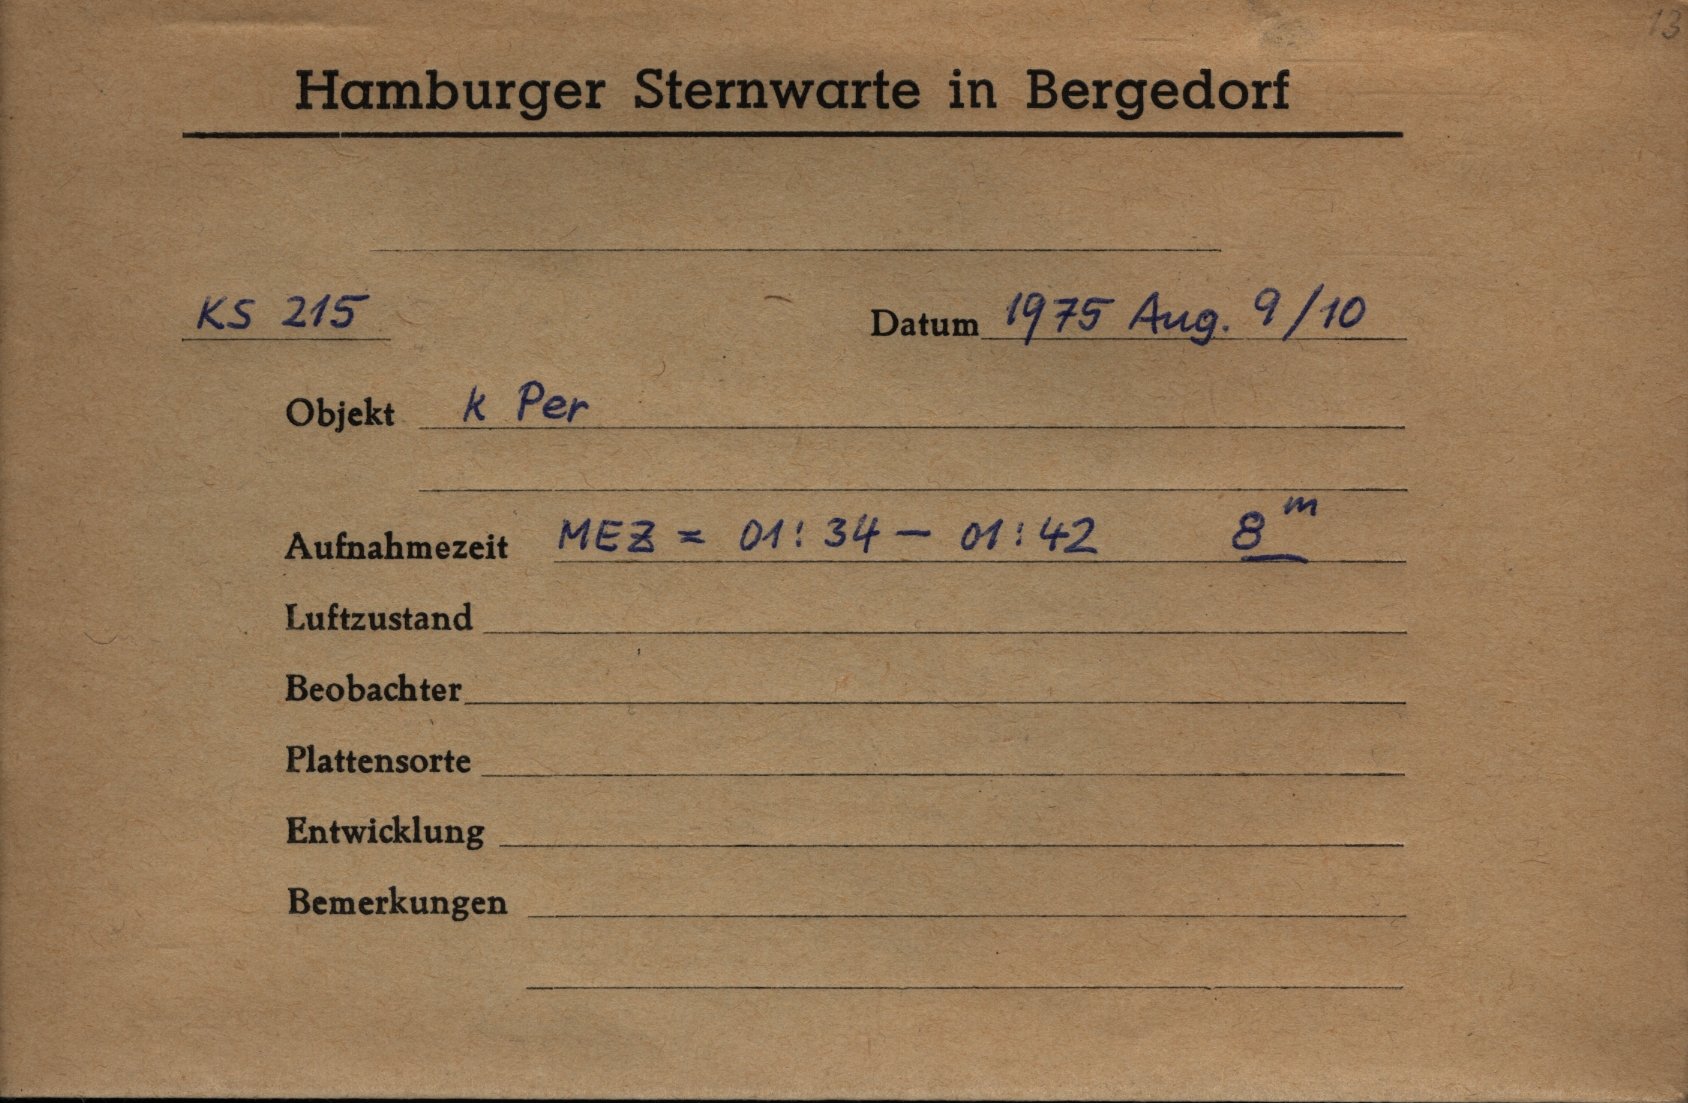 13
Hamburger Sternwarte in Bergedorf
KS 215 Datum 1975 Aug. 9/10
Objekt k Per
Aufnahmezeit MEZ = 01:34 – 01:42 8ᵐ
Luftzustand
Beobachter
Plattensorte
Entwicklung
Bemerkungen